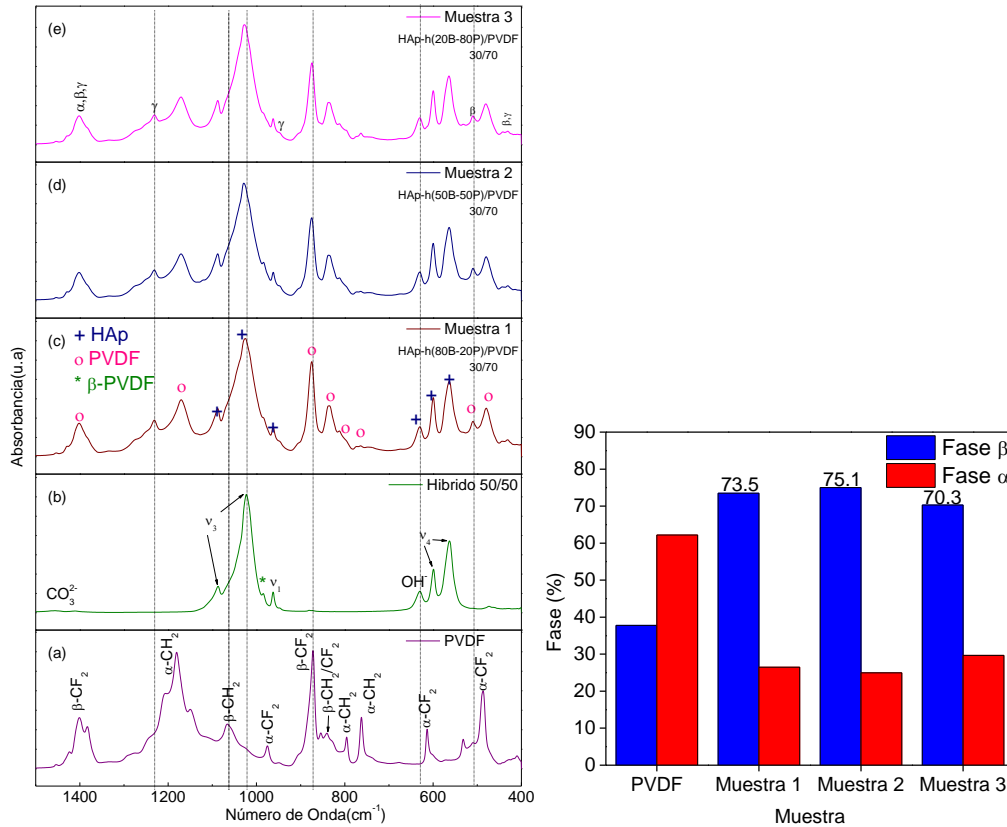 (e)
Muestra 3
HAp-h(20B-80P)/PVDF
30/70
α,β,γ
γ
γ
β
β,γ
(d)
Muestra 2
HAp-h(50B-50P)/PVDF
30/70
(c)
+ HAp
o PVDF
* β-PVDF
Muestra 1
HAp-h(80B-20P)/PVDF
30/70
(b)
Hibrido 50/50
ν3
ν4
* ν1
CO3 2-
OH-
(a)
PVDF
β-CF2
α-CH2
β-CH2
α-CF2
β-CF2
β-CH2/CF2
α-CH2
α-CH2
α-CF2
α-CF2
Absorbancia(u.a)
1400 1200 1000 800 600 400
Número de Onda(cm-1)
Fase β
Fase α
90
80
70
60
50
40
30
20
10
0
73.5
75.1
70.3
Fase (%)
PVDF Muestra 1 Muestra 2 Muestra 3
Muestra